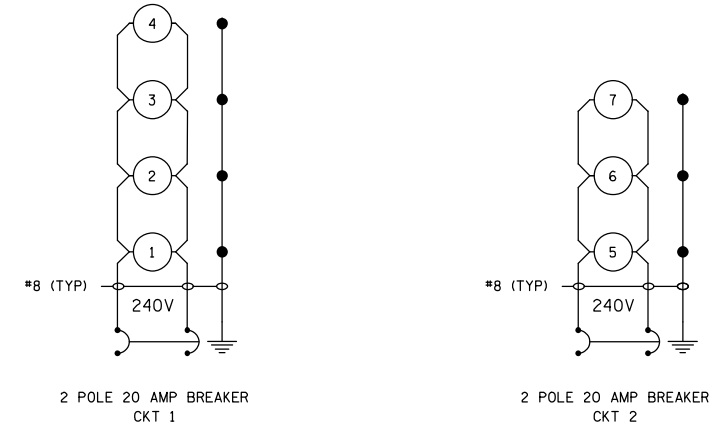 4
3
2
1
#8 (TYP)
240V
2 POLE 20 AMP BREAKER
CKT 1
7
6
5
#8 (TYP)
240V
2 POLE 20 AMP BREAKER
CKT 2